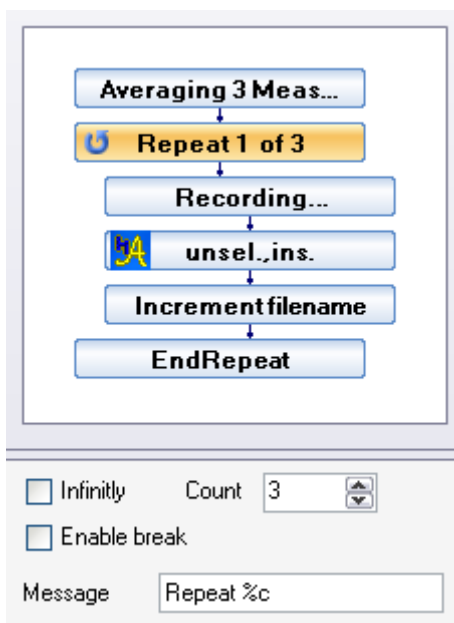 Averaging 3 Meas...
Repeat 1 of 3
Recording...
unsel.,ins.
Increment filename
EndRepeat
Infinitly Count 3
Enable break
Message Repeat %c